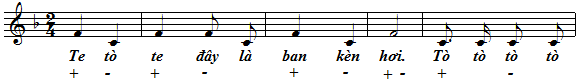 2 4
Te tò te đây là ban kèn hơi. Tò tò tò tò
+ - + - + - + - + -